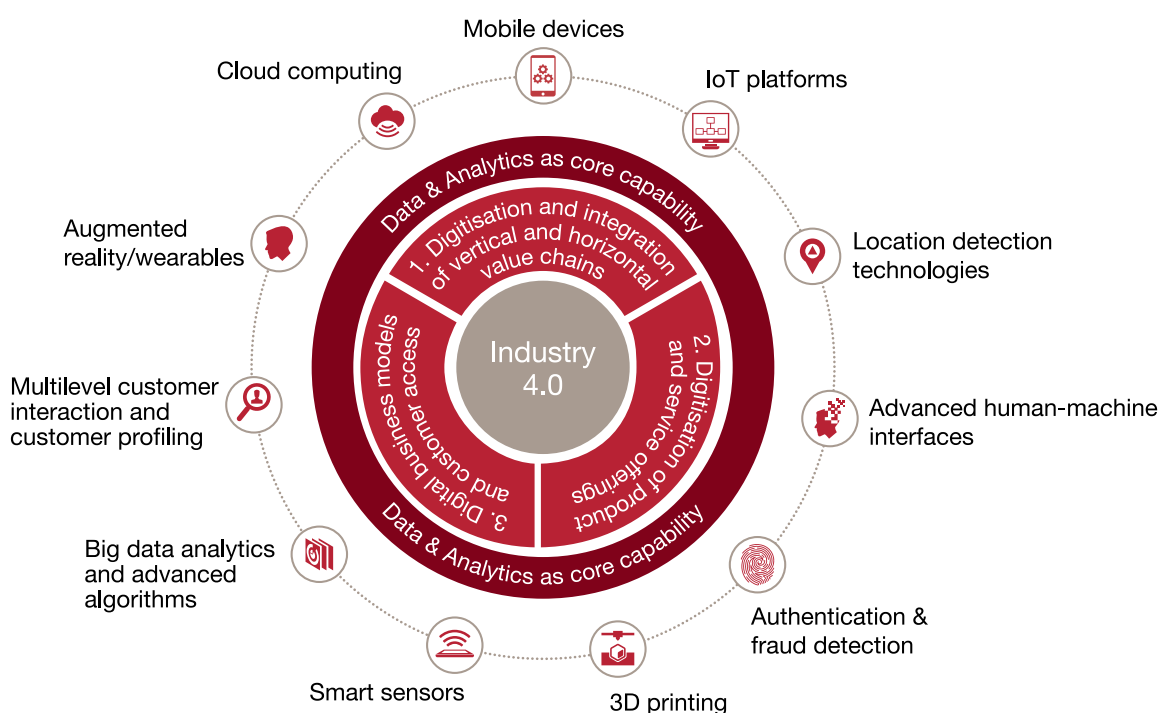 Mobile devices
Cloud computing
IoT platforms
Augmented
reality/wearables
Location detection
technologies
Multilevel customer
interaction and
customer profiling
Advanced human-machine
interfaces
Big data analytics
and advanced
algorithms
Authentication &
fraud detection
Smart sensors
3D printing
Data & Analytics as core capability
1. Digitisation and integration
of vertical and horizontal
value chains
2. Digitisation of product
and service offerings
3. Digital business models
and customer access
Industry
4.0
Data & Analytics as core capability